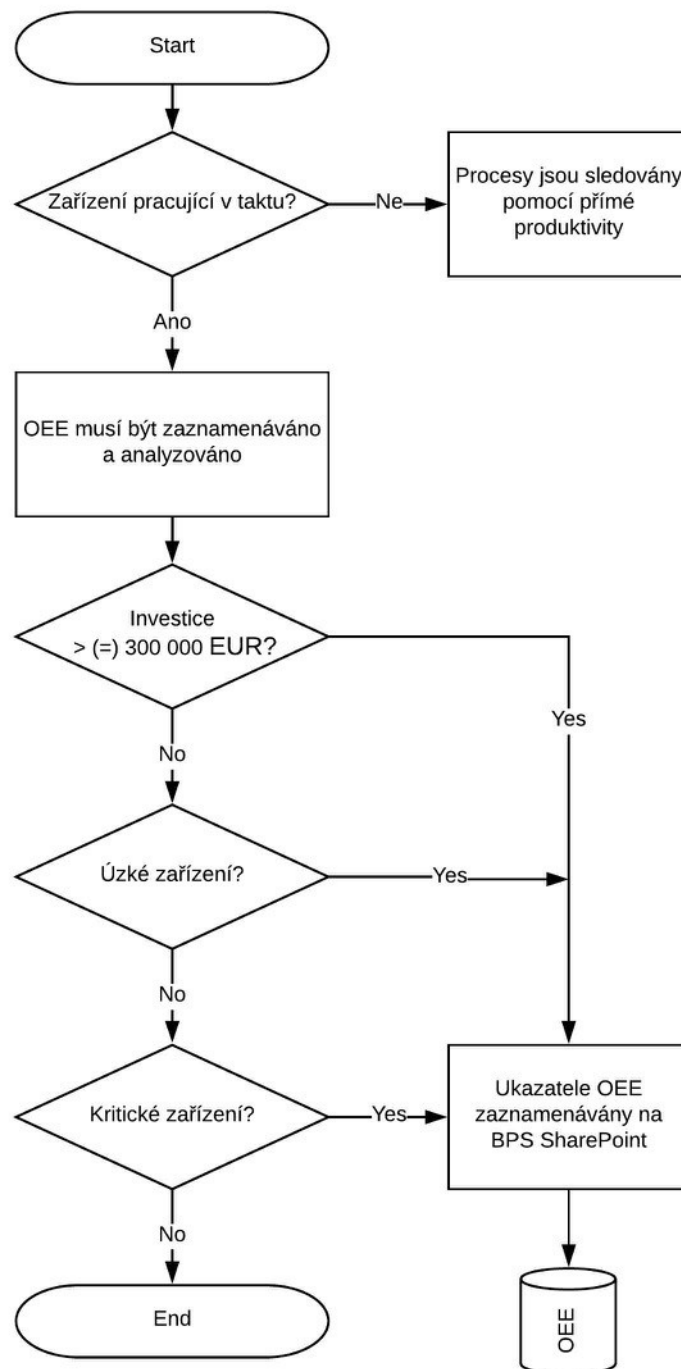 Start
Zařízení pracující v taktu?
Ne
Procesy jsou sledovány
pomocí přímé
produktivity
Ano
OEE musí být zaznamenáváno
a analyzováno
Investice
> (=) 300 000 EUR?
Yes
No
Úzké zařízení?
Yes
No
Kritické zařízení?
Yes
Ukazatele OEE
zaznamenávány na
BPS SharePoint
No
End
OEE